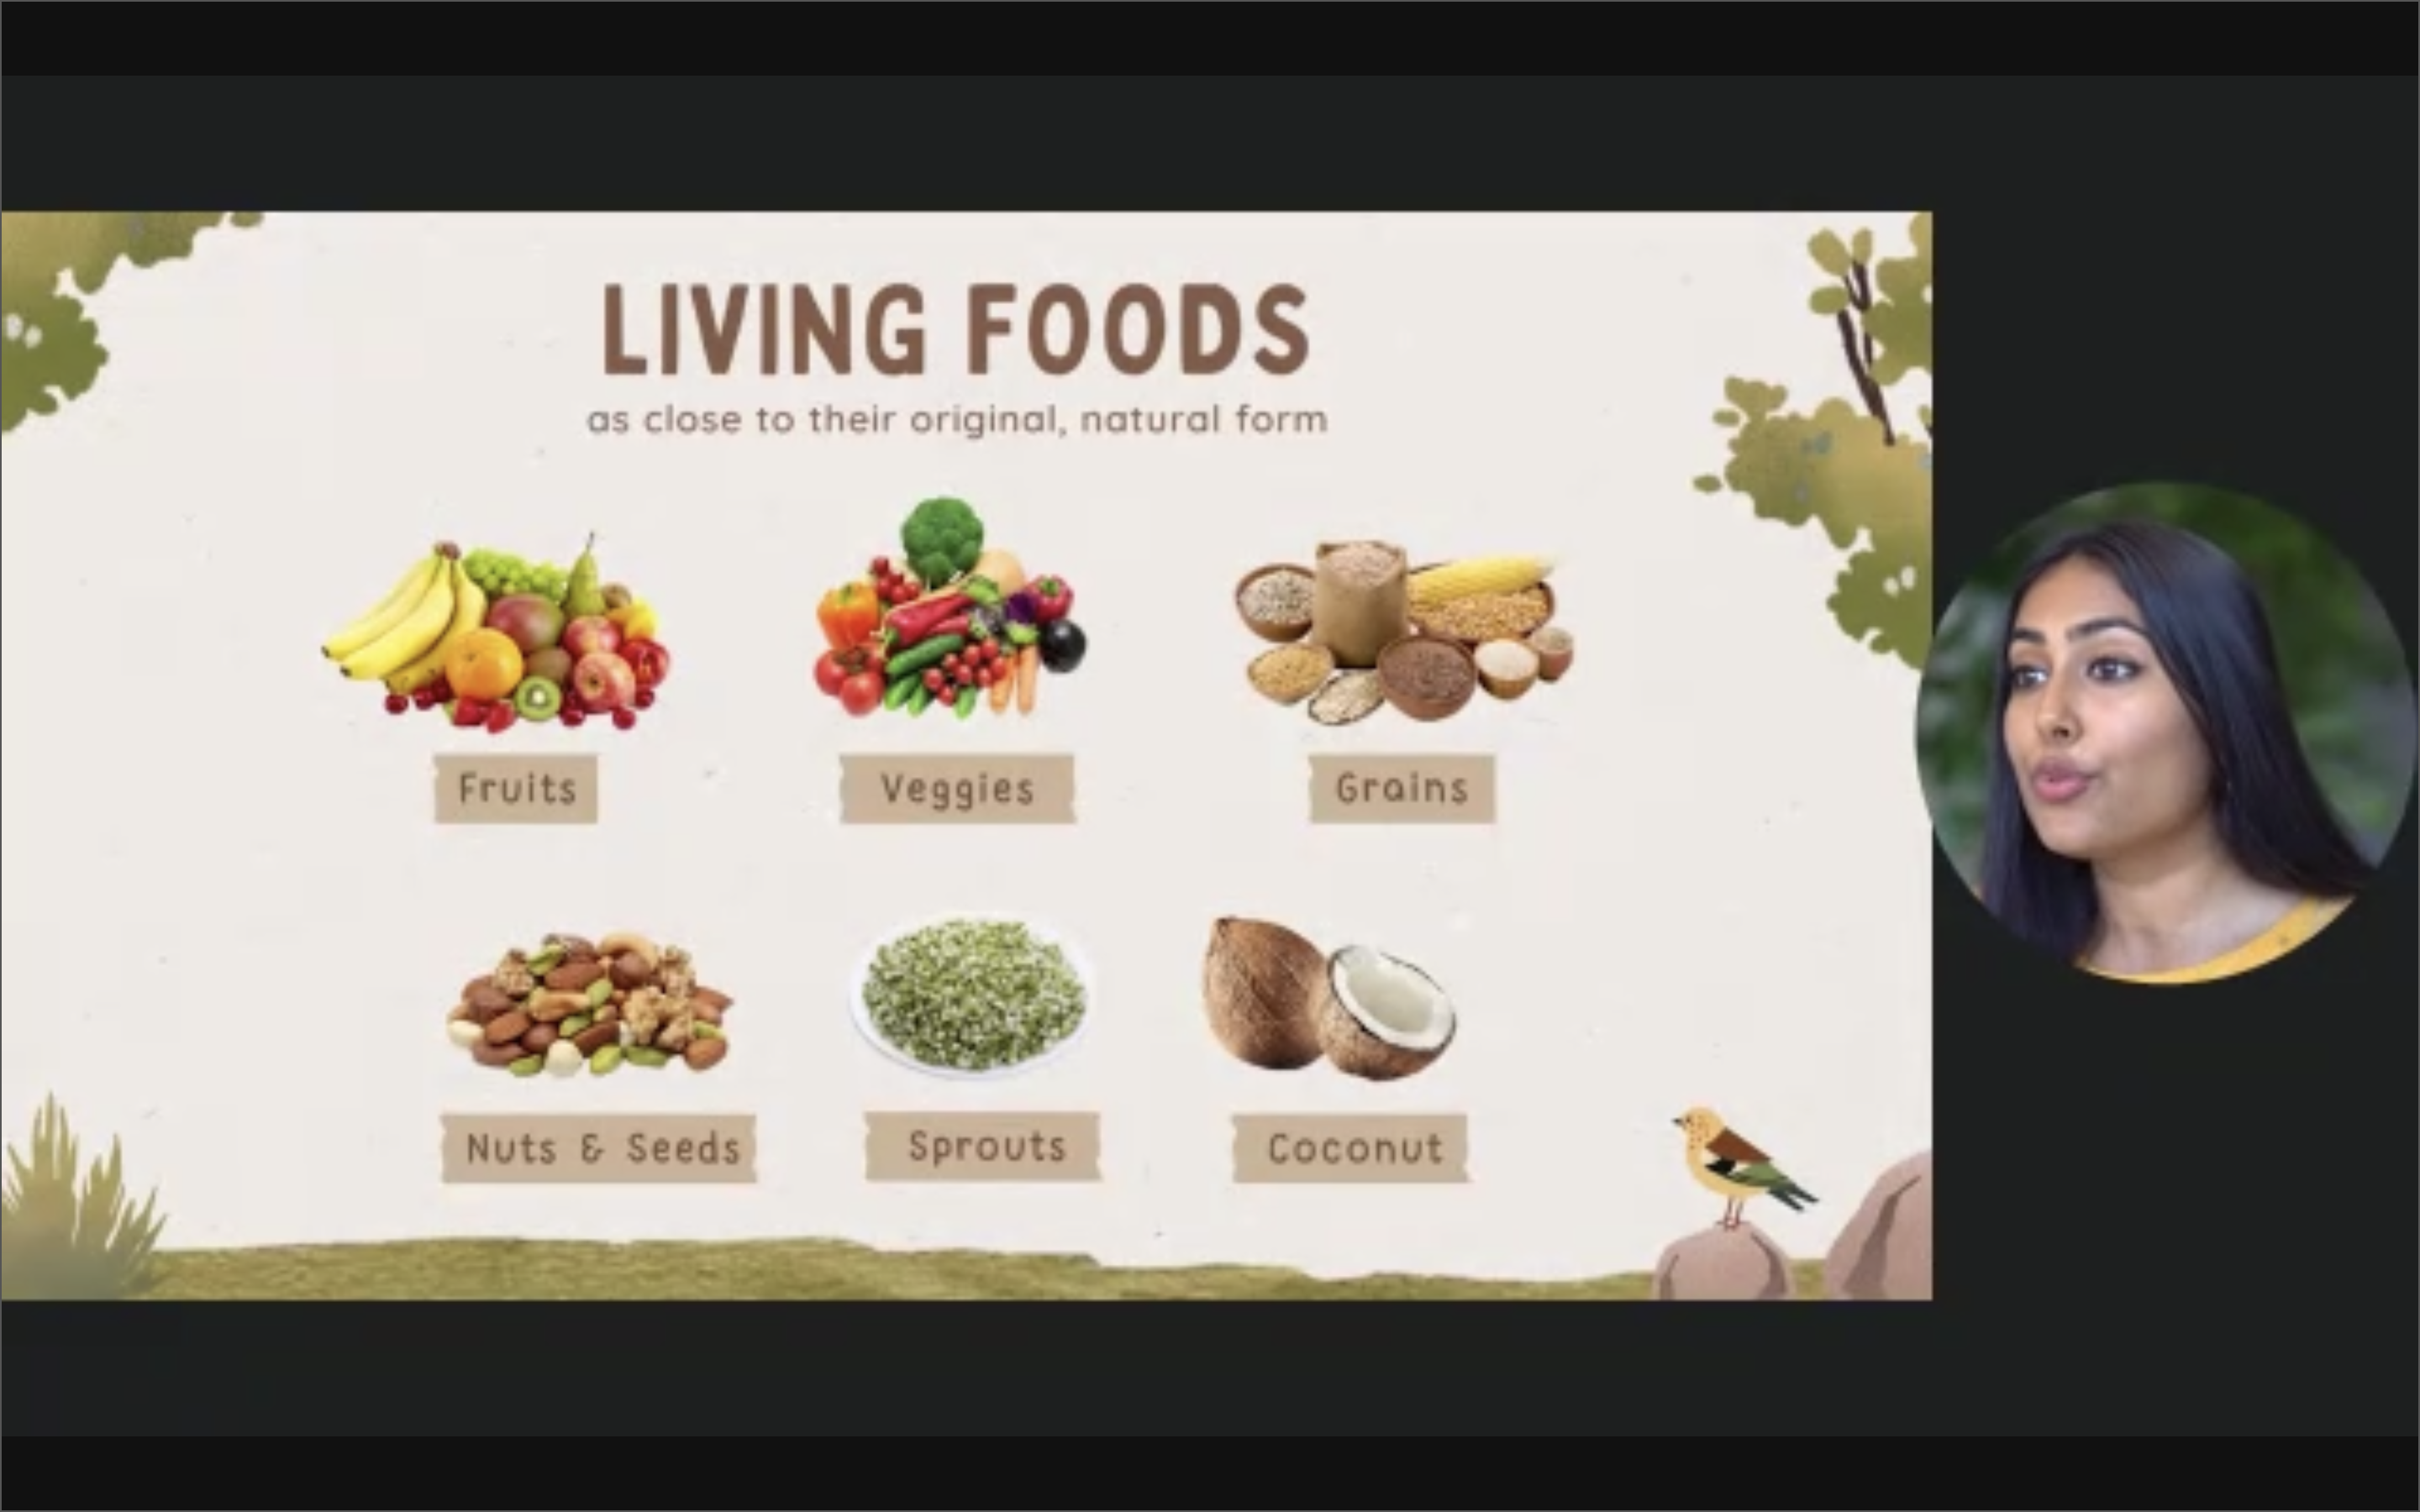 LIVING FOODS
as close to their original, natural form
Fruits
Veggies
Grains
Nuts & Seeds
Sprouts
Coconut